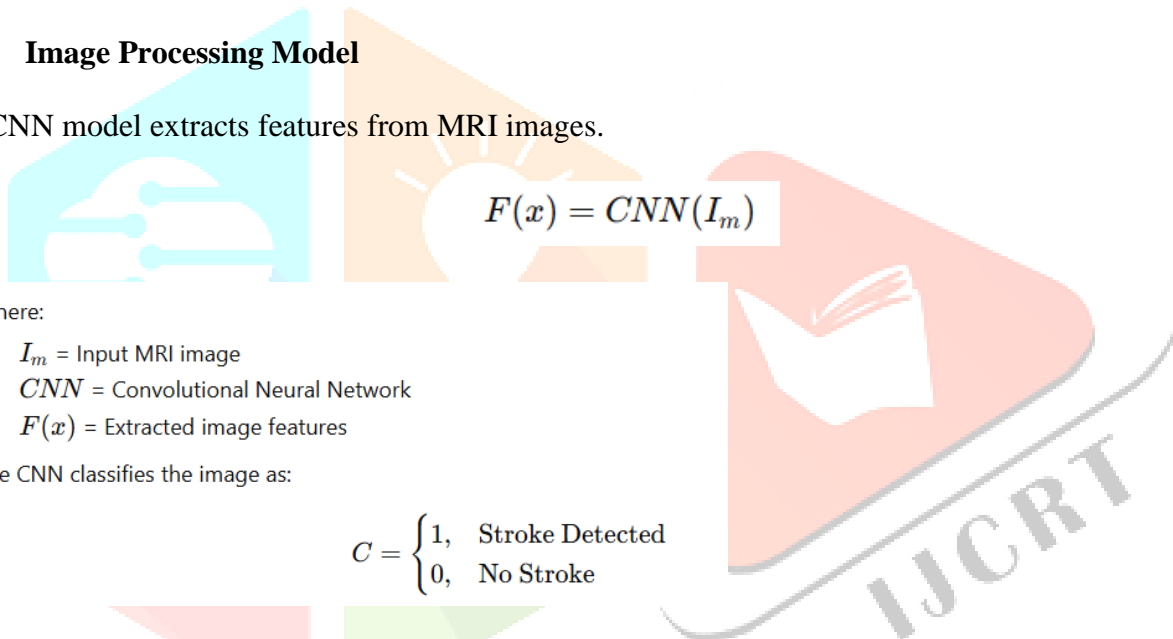 Image Processing Model
CNN model extracts features from MRI images.
F(x) = CNN(I_m)
here:
I_m = Input MRI image
CNN = Convolutional Neural Network
F(x) = Extracted image features
e CNN classifies the image as:
C = { 1, Stroke Detected
0, No Stroke
IJCRT